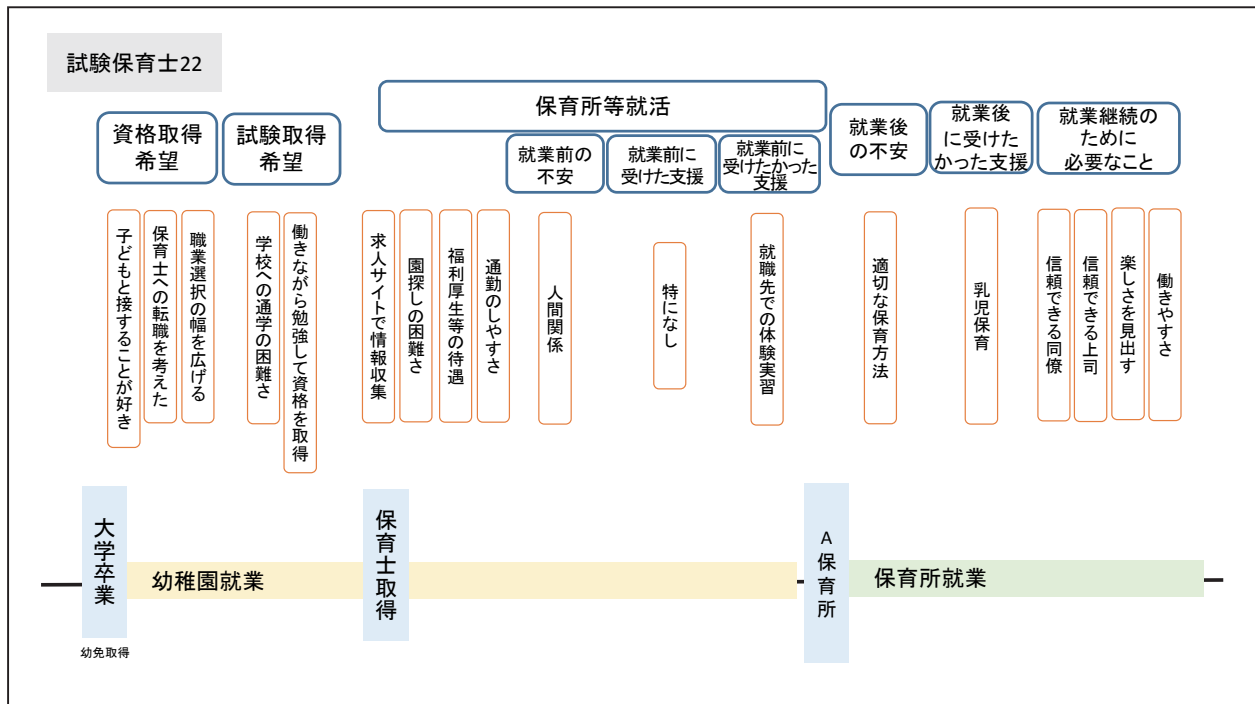 試験保育士22
資格取得
希望
試験取得
希望
保育所等就活
就業前の
不安
就業前に
受けた支援
就業前に
受けたかった
支援
就業後
の不安
就業後
に受けた
かった支援
就業継続の
ために
必要なこと
子どもと接することが好き
保育士への転職を考えた
職業選択の幅を広げる
学校への通学の困難さ
働きながら勉強して資格を取得
求人サイトで情報収集
園探しの困難さ
福利厚生等の待遇
通勤のしやすさ
人間関係
特になし
就職先での体験実習
適切な保育方法
乳児保育
信頼できる同僚
信頼できる上司
楽しさを見出す
働きやすさ
大学卒業
幼稚園就業
保育士取得
A保育所
保育所就業
幼免取得